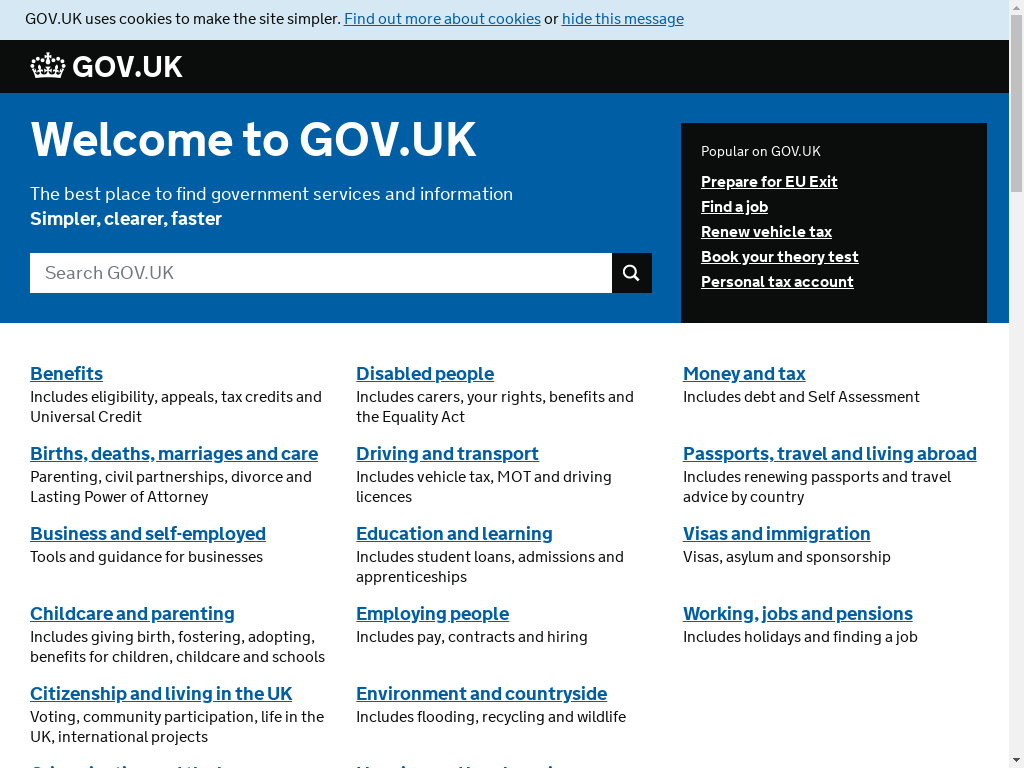 GOV.UK uses cookies to make the site simpler. Find out more about cookies or hide this message
GOV.UK
Welcome to GOV.UK
The best place to find government services and information
Simpler, clearer, faster
Search GOV.UK
Popular on GOV.UK
Prepare for EU Exit
Find a job
Renew vehicle tax
Book your theory test
Personal tax account
Benefits
Includes eligibility, appeals, tax credits and
Universal Credit
Births, deaths, marriages and care
Parenting, civil partnerships, divorce and
Lasting Power of Attorney
Business and self-employed
Tools and guidance for businesses
Childcare and parenting
Includes giving birth, fostering, adopting,
benefits for children, childcare and schools
Citizenship and living in the UK
Voting, community participation, life in the
UK, international projects
Disabled people
Includes carers, your rights, benefits and
the Equality Act
Driving and transport
Includes vehicle tax, MOT and driving
licences
Education and learning
Includes student loans, admissions and
apprenticeships
Employing people
Includes pay, contracts and hiring
Environment and countryside
Includes flooding, recycling and wildlife
Money and tax
Includes debt and Self Assessment
Passports, travel and living abroad
Includes renewing passports and travel
advice by country
Visas and immigration
Visas, asylum and sponsorship
Working, jobs and pensions
Includes holidays and finding a job